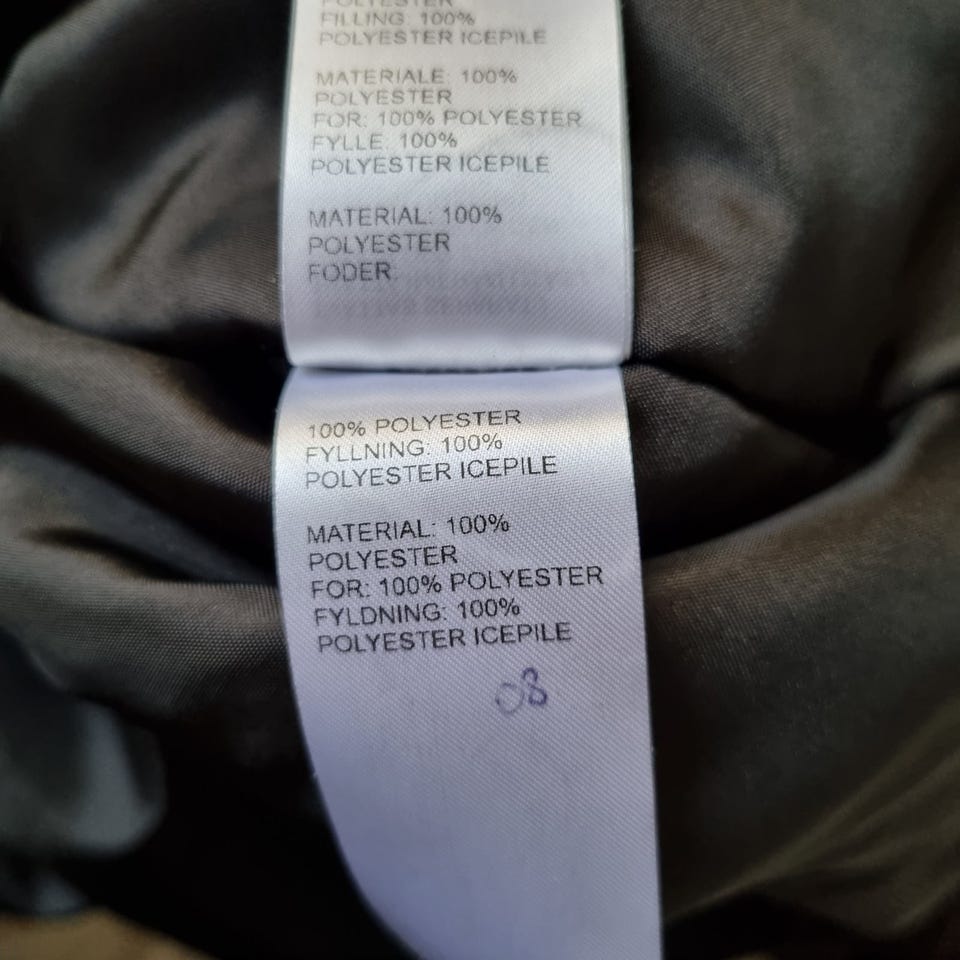 POLYESTER
FILLING: 100%
POLYESTER ICEPILE
MATERIALE: 100%
POLYESTER
FOR: 100% POLYESTER
FYLLE: 100%
POLYESTER ICEPILE
MATERIAL: 100%
POLYESTER
FODER:
100% POLYESTER
FYLLNING: 100%
POLYESTER ICEPILE
MATERIAL: 100%
POLYESTER
FOR: 100% POLYESTER
FYLDNING: 100%
POLYESTER ICEPILE
08